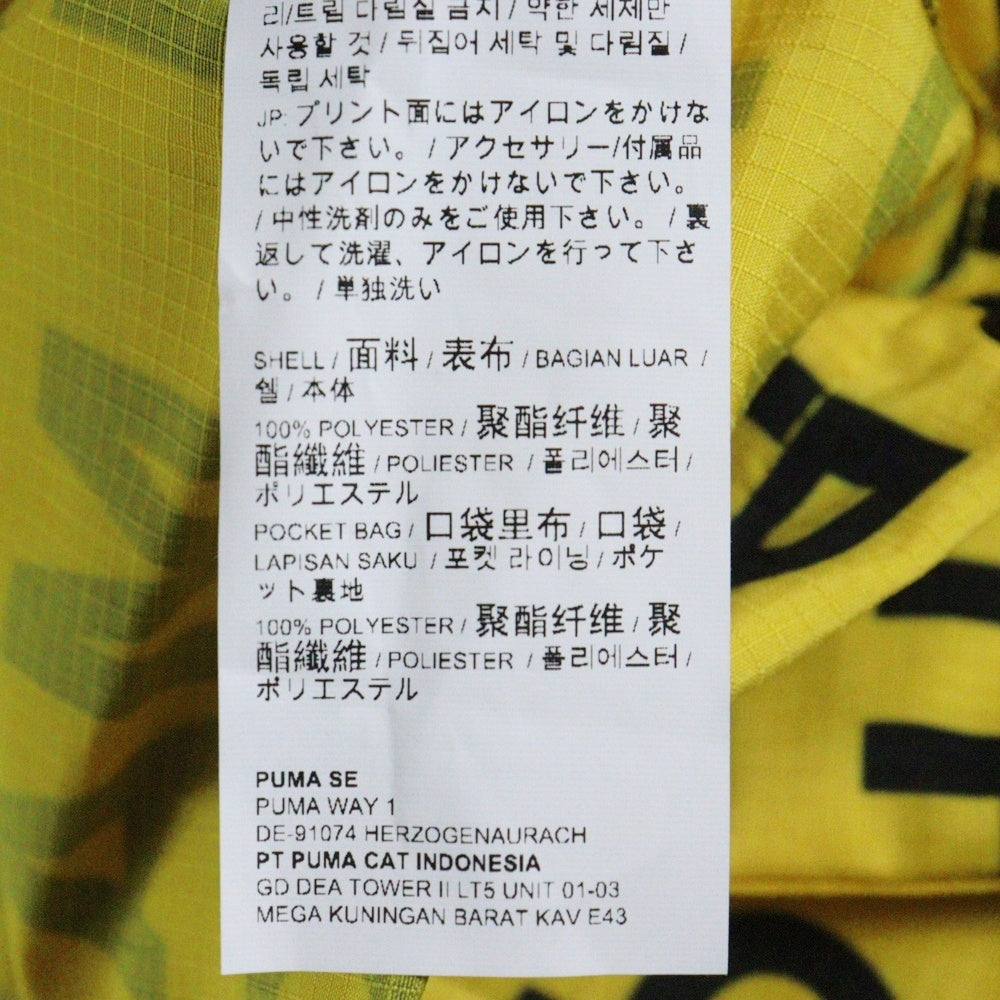 리/트림 다림질 금지 / 약한 세제만
사용할 것 / 뒤집어 세탁 및 다림질 /
독립 세탁
JP: プリント面にはアイロンをかけな
いで下さい。 / アクセサリー/付属品
にはアイロンをかけないで下さい。
/ 中性洗剤のみをご使用下さい。 / 裏
返して洗濯、アイロンを行って下さ
い。 / 単独洗い
SHELL / 面料 / 表布 / BAGIAN LUAR /
쉘 / 本体
100% POLYESTER / 聚酯纤维 / 聚
酯纖維 / POLIESTER / 폴리에스터 /
ポリエステル
POCKET BAG / 口袋里布 / 口袋 /
LAPISAN SAKU / 포켓 라이닝 / ポケ
ット裏地
100% POLYESTER / 聚酯纤维 / 聚
酯纖維 / POLIESTER / 폴리에스터 /
ポリエステル
PUMA SE
PUMA WAY 1
DE-91074 HERZOGENAURACH
PT PUMA CAT INDONESIA
GD DEA TOWER II LT5 UNIT 01-03
MEGA KUNINGAN BARAT KAV E43